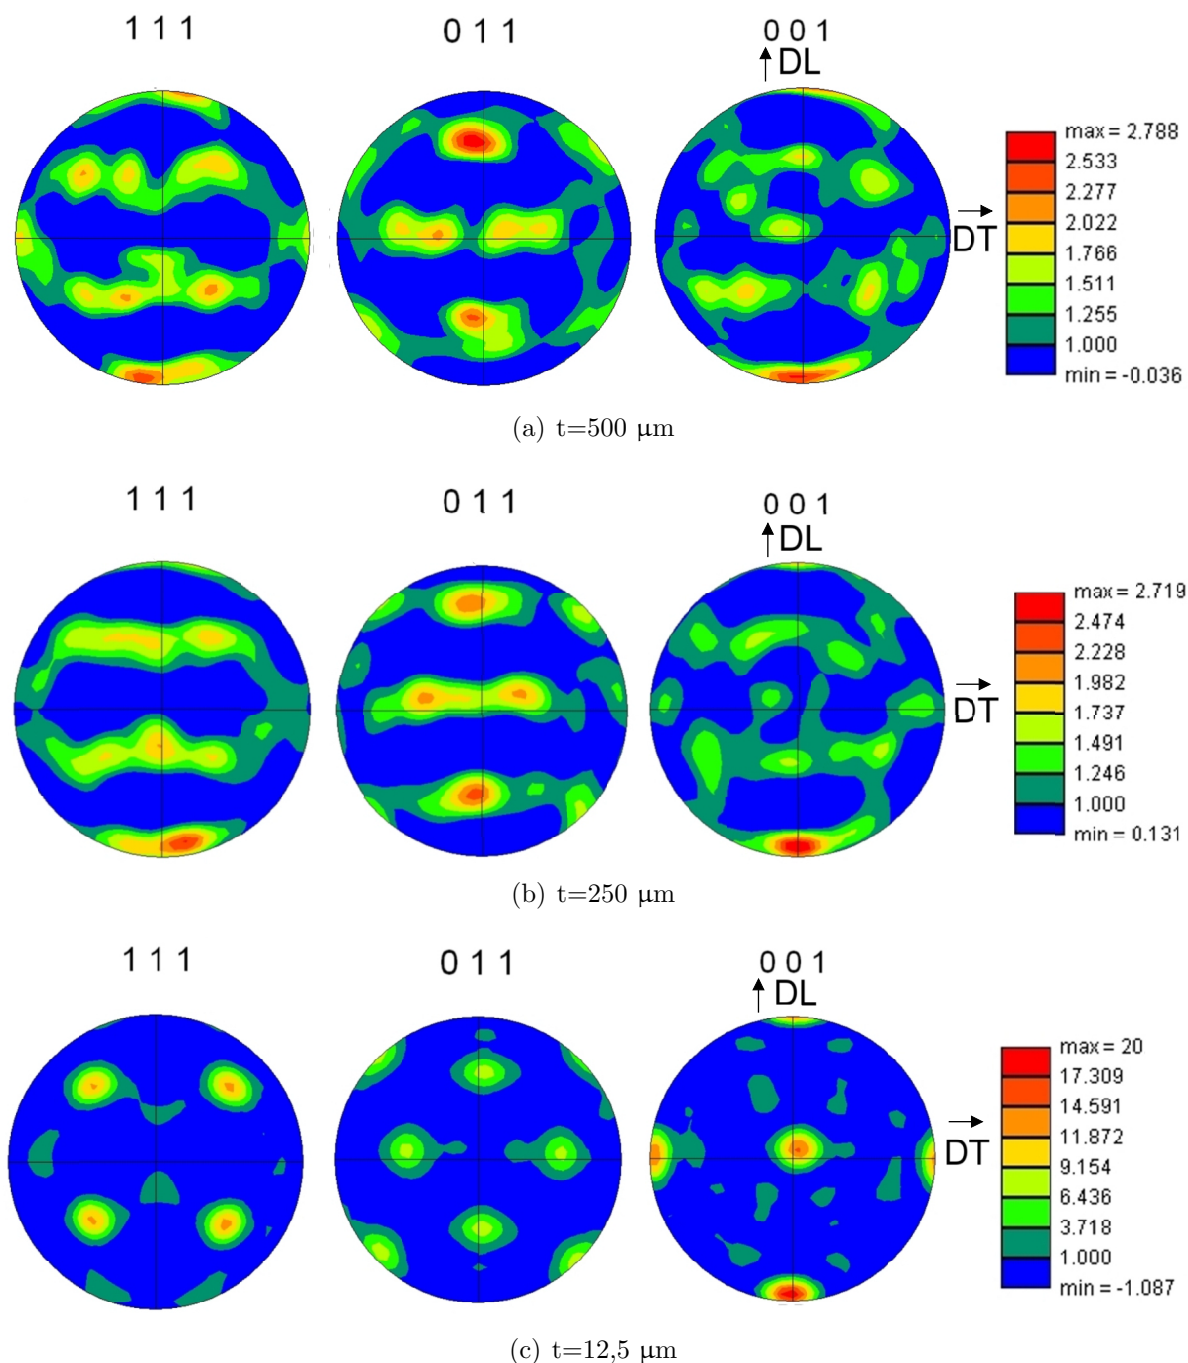 1 1 1
0 1 1
0 0 1
↑ DL
→
DT
max = 2.788
2.533
2.277
2.022
1.766
1.511
1.255
1.000
min = -0.036
(a) t=500 μm
1 1 1
0 1 1
0 0 1
↑ DL
→
DT
max = 2.719
2.474
2.228
1.982
1.737
1.491
1.246
1.000
min = 0.131
(b) t=250 μm
1 1 1
0 1 1
0 0 1
↑ DL
→
DT
max = 20
17.309
14.591
11.872
9.154
6.436
3.718
1.000
min = -1.087
(c) t=12,5 μm